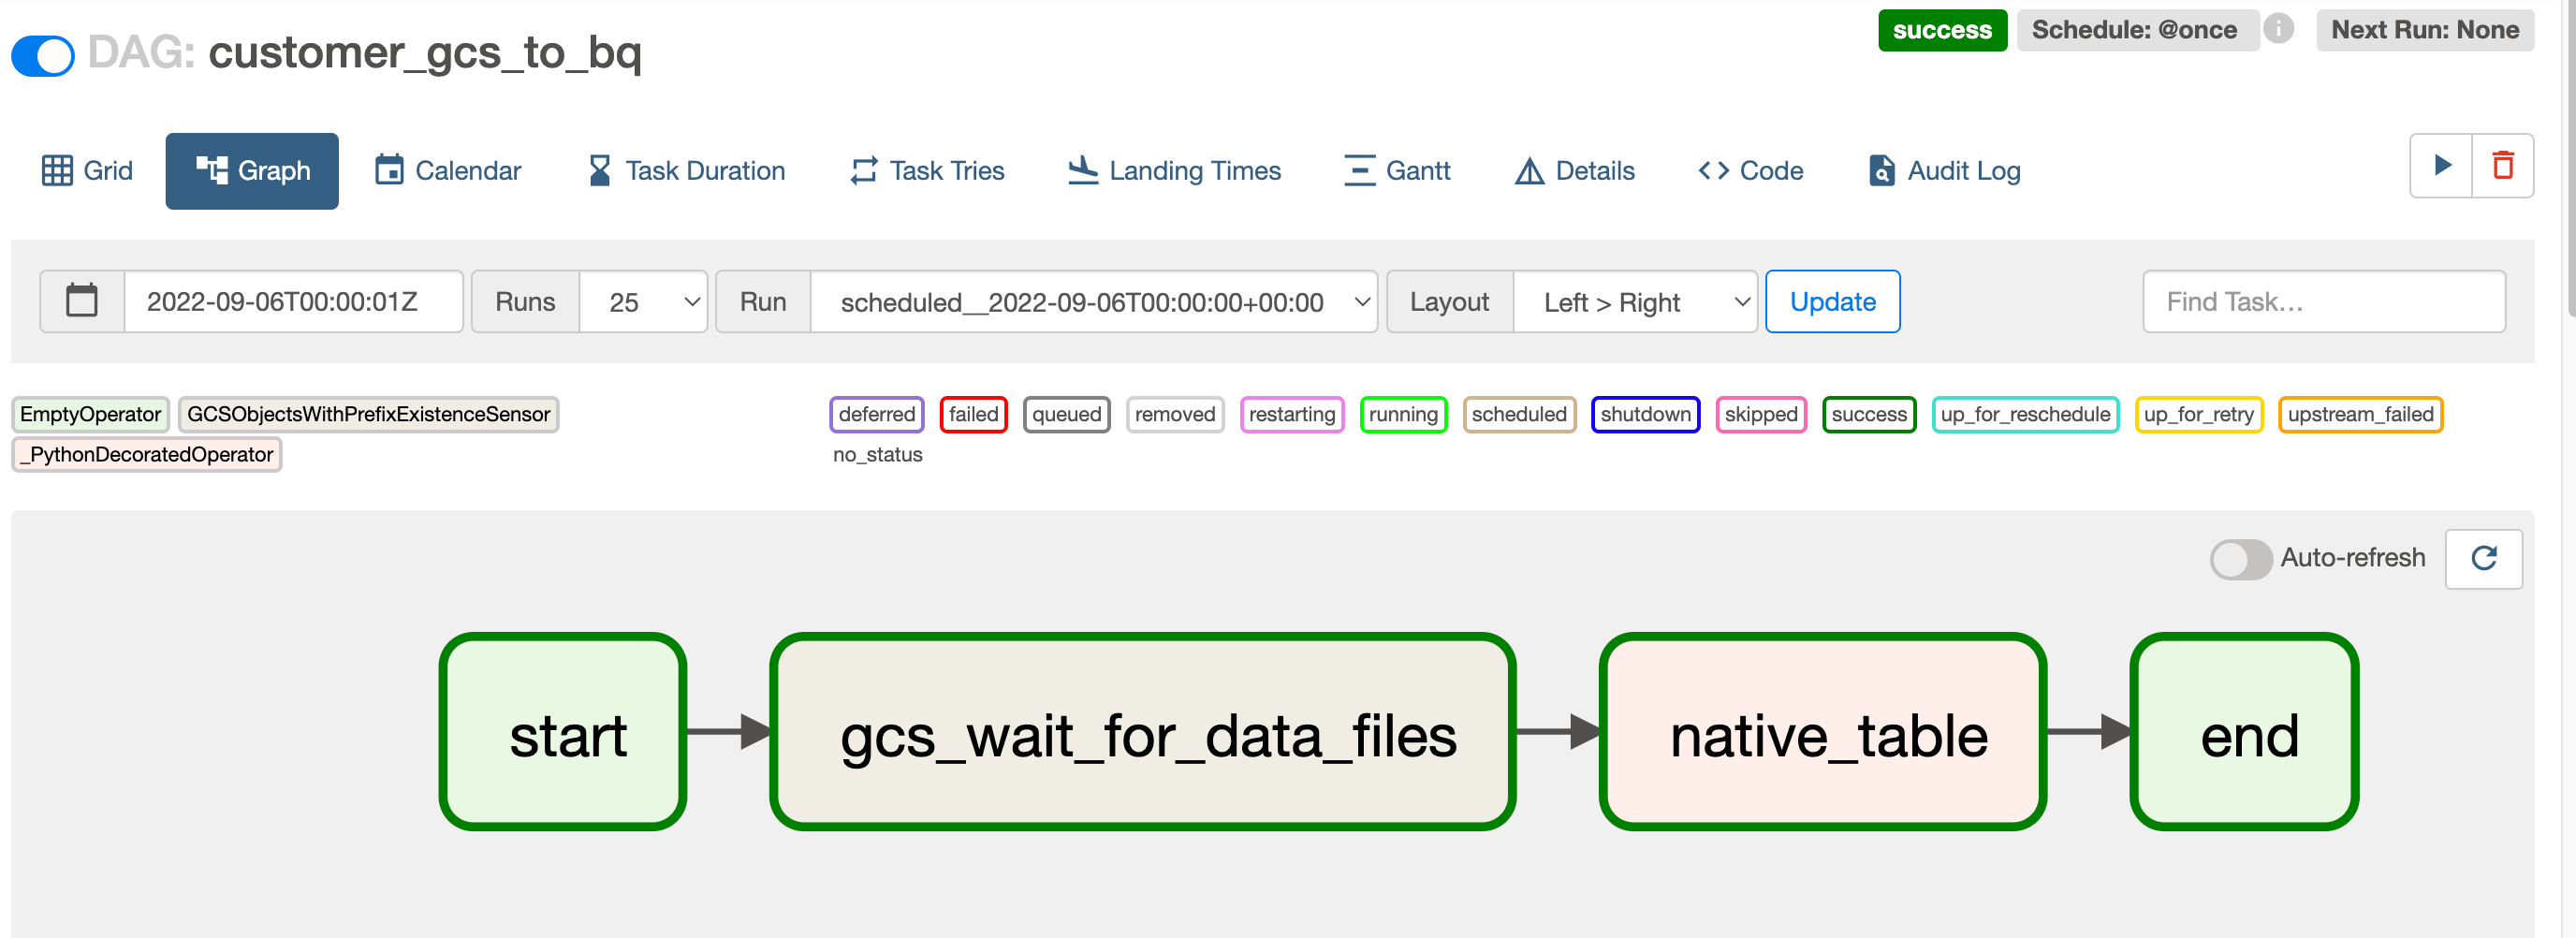 DAG: customer_gcs_to_bq
success Schedule: @once i Next Run: None
Grid Graph Calendar Task Duration Task Tries Landing Times Gantt Details Code Audit Log
2022-09-06T00:00:01Z Runs 25 Run scheduled__2022-09-06T00:00:00+00:00 Layout Left > Right Update Find Task...
EmptyOperator GCSObjectsWithPrefixExistenceSensor
_PythonDecoratedOperator
deferred failed queued removed restarting running scheduled shutdown skipped success up_for_reschedule up_for_retry upstream_failed
no_status
Auto-refresh
start gcs_wait_for_data_files native_table end